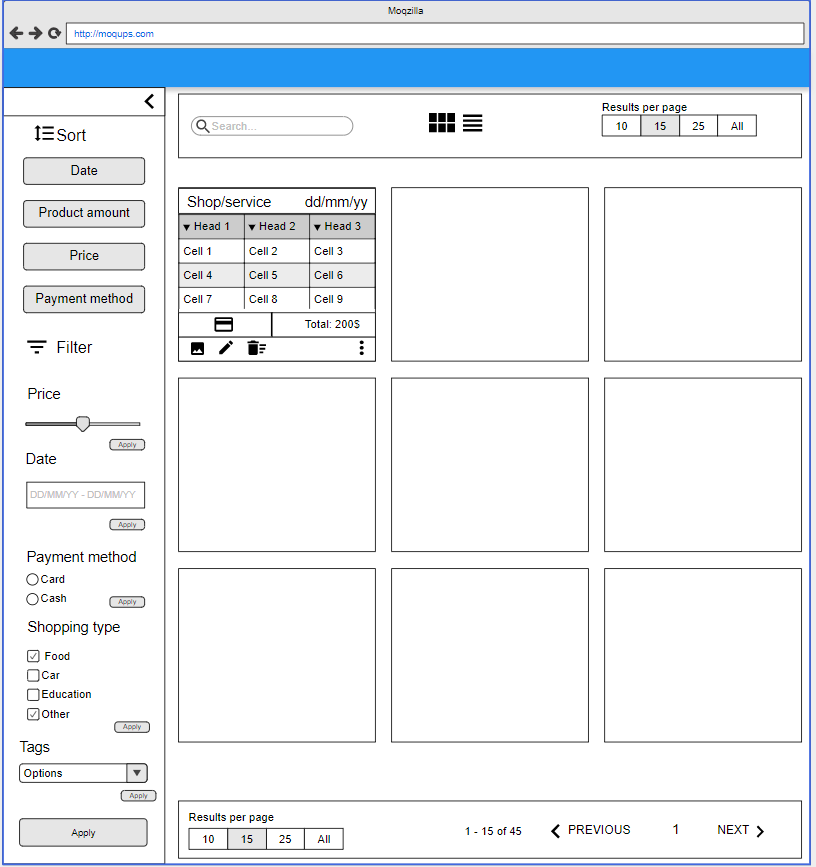 Moqzilla
http://moqups.com
Sort
Date
Product amount
Price
Payment method
Filter
Price
Apply
Date
DD/MM/YY - DD/MM/YY
Apply
Payment method
Card
Cash
Apply
Shopping type
Food
Car
Education
Other
Apply
Tags
Options
Apply
Apply
Search...
Results per page
10 15 25 All
Shop/service dd/mm/yy
Head 1 Head 2 Head 3
Cell 1 Cell 2 Cell 3
Cell 4 Cell 5 Cell 6
Cell 7 Cell 8 Cell 9
Total: 200$
Results per page
10 15 25 All
1 - 15 of 45 PREVIOUS 1 NEXT